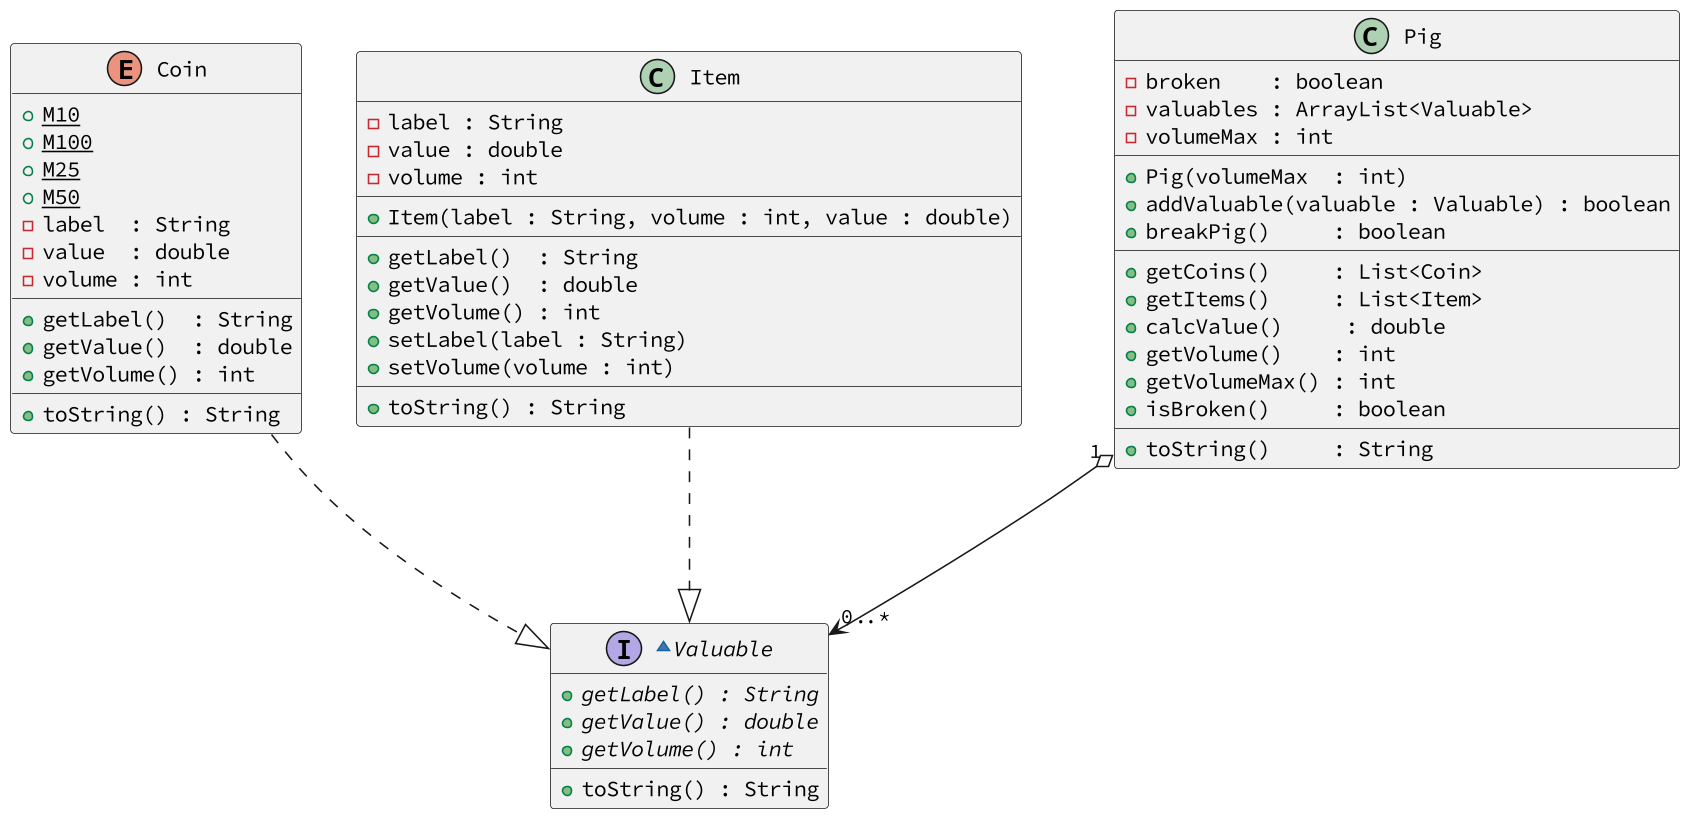 E Coin
M10
M100
M25
M50
label  : String
value  : double
volume : int
getLabel()  : String
getValue()  : double
getVolume() : int
toString() : String
C Item
label : String
value : double
volume : int
Item(label : String, volume : int, value : double)
getLabel()  : String
getValue()  : double
getVolume() : int
setLabel(label : String)
setVolume(volume : int)
toString() : String
C Pig
broken    : boolean
valuables : ArrayList<Valuable>
volumeMax : int
Pig(volumeMax  : int)
addValuable(valuable : Valuable) : boolean
breakPig()     : boolean
getCoins()     : List<Coin>
getItems()     : List<Item>
calcValue()     : double
getVolume()    : int
getVolumeMax() : int
isBroken()     : boolean
toString()     : String
1
0..*
I Valuable
getLabel() : String
getValue() : double
getVolume() : int
toString() : String